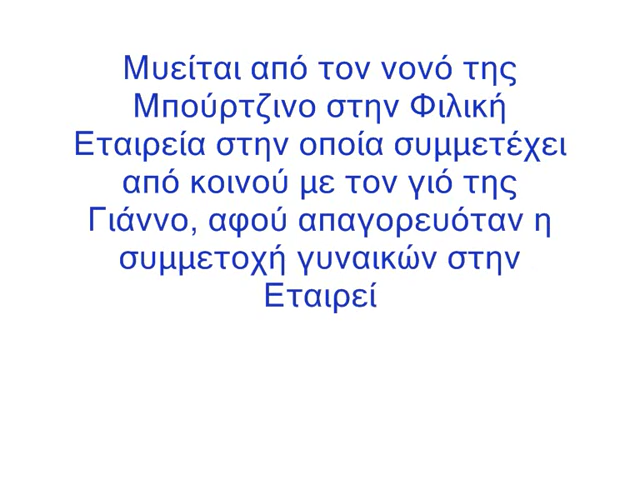 Μυείται από τον νονό της
Μπούρτζινο στην Φιλική
Εταιρεία στην οποία συμμετέχει
από κοινού με τον γιό της
Γιάννο, αφού απαγορευόταν η
συμμετοχή γυναικών στην
Εταιρεί